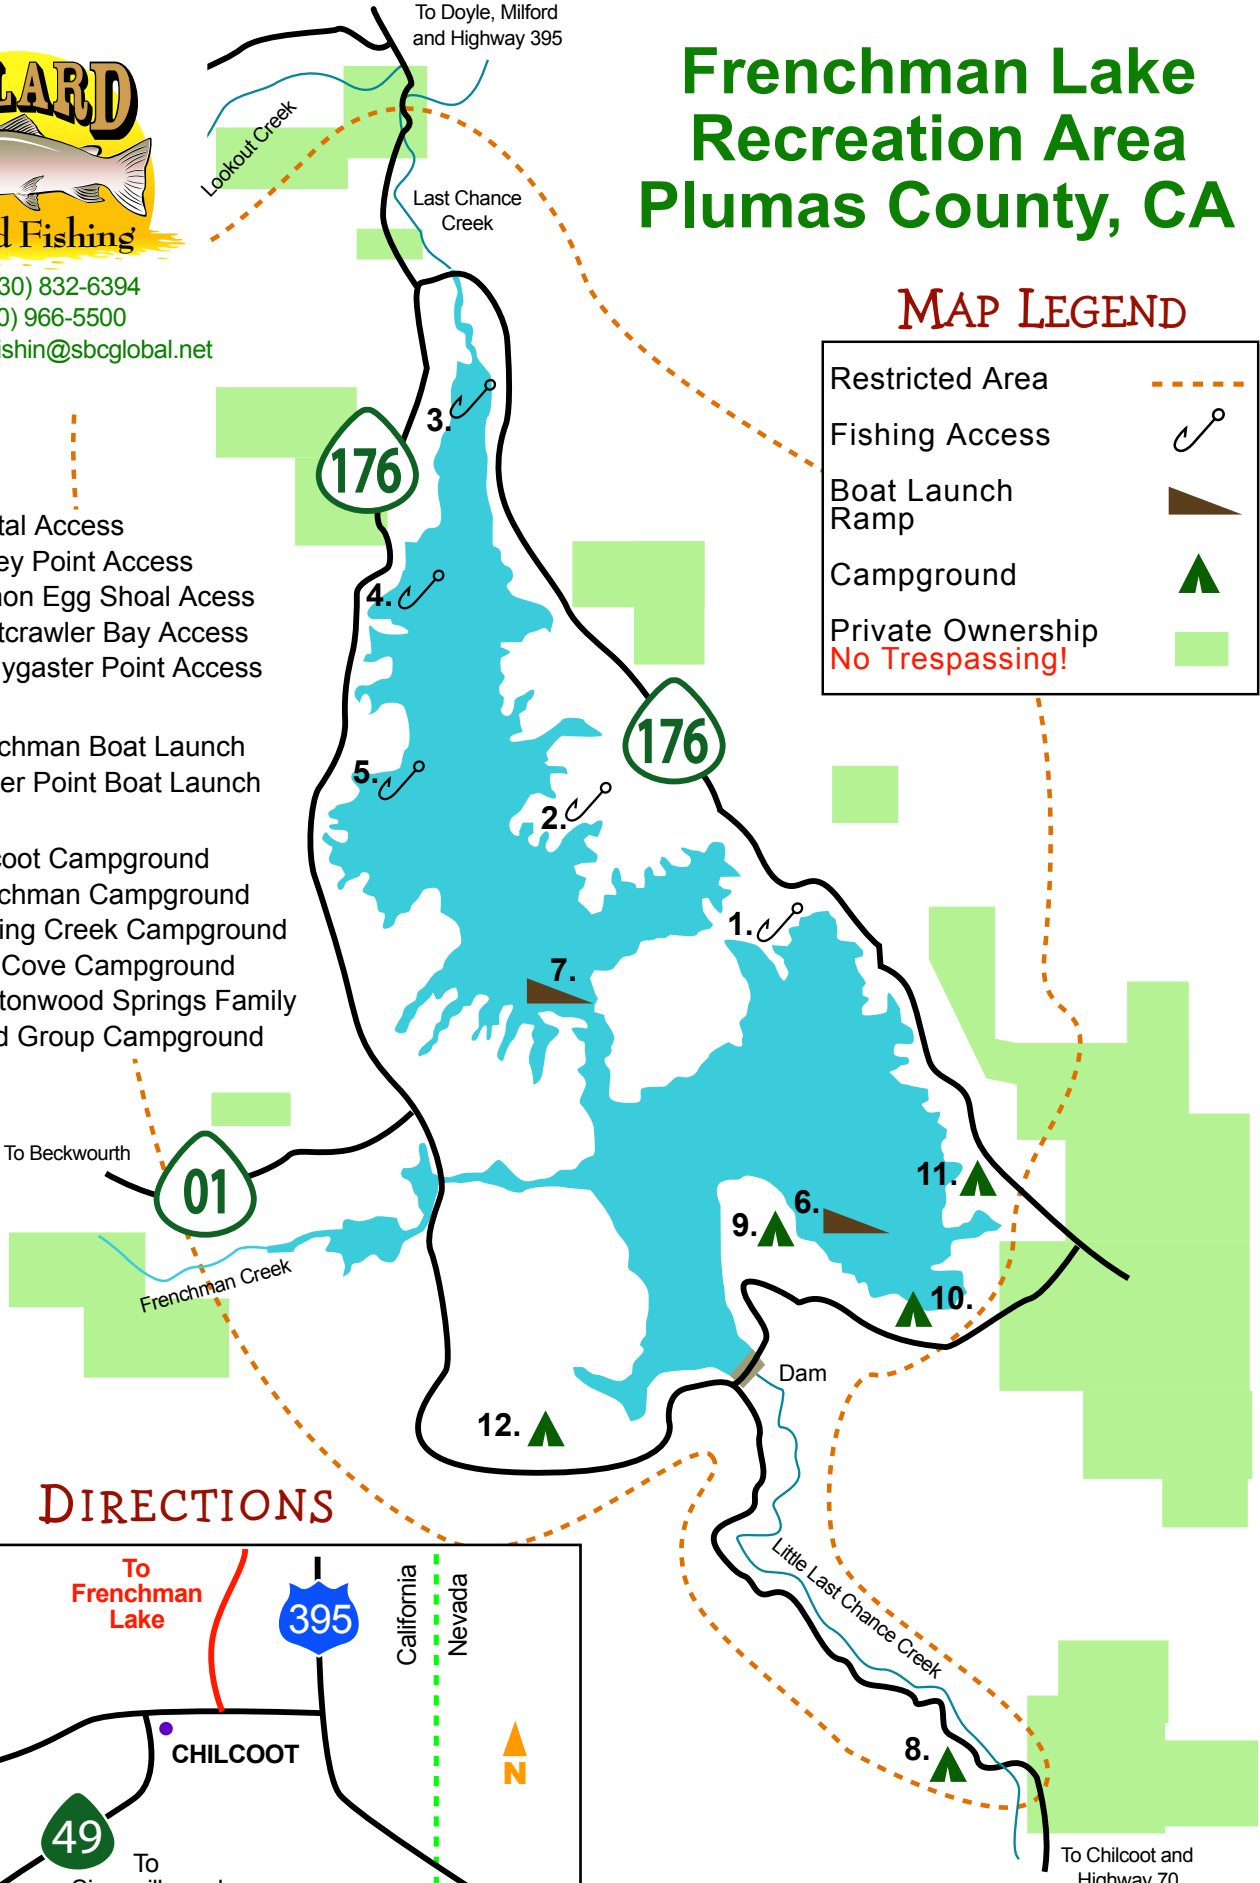 To Doyle, Milford
and Highway 395
Frenchman Lake
Recreation Area
Plumas County, CA
LARD
d Fishing
30) 832-6394
0) 966-5500
ishin@sbcglobal.net
Lookout Creek
Last Chance
Creek
MAP LEGEND
Restricted Area
Fishing Access
Boat Launch
Ramp
Campground
Private Ownership
No Trespassing!
tal Access
ey Point Access
non Egg Shoal Acess
tcrawler Bay Access
ygaster Point Access
chman Boat Launch
er Point Boat Launch
coot Campground
chman Campground
ing Creek Campground
Cove Campground
tonwood Springs Family
d Group Campground
3.
176
4.
176
5.
2.
1.
7.
To Beckwourth
01
11.
6.
9.
10.
Frenchman Creek
Dam
12.
Little Last Chance Creek
8.
To Chilcoot and
Highway 70
DIRECTIONS
To
Frenchman
Lake
395
California
Nevada
CHILCOOT
N
49
To